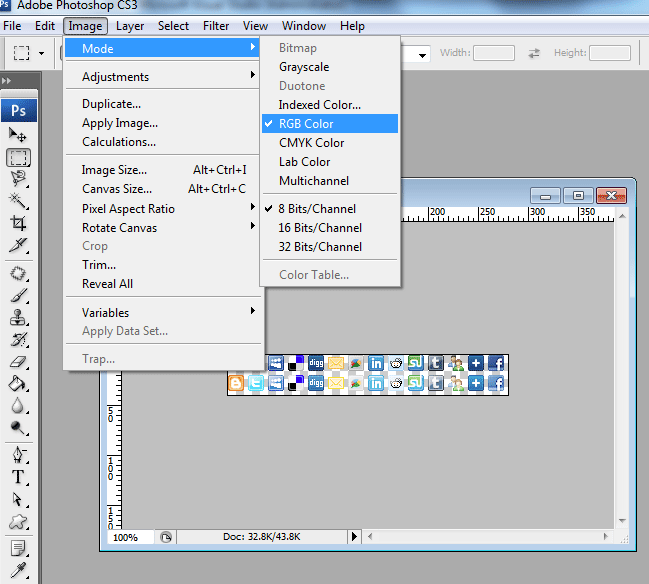 Ps Adobe Photoshop CS3
File Edit Image Layer Select Filter View Window Help
Width: Height:
Ps
Mode
Adjustments
Duplicate...
Apply Image...
Calculations...
Image Size... Alt+Ctrl+I
Canvas Size... Alt+Ctrl+C
Pixel Aspect Ratio
Rotate Canvas
Crop
Trim...
Reveal All
Variables
Apply Data Set...
Trap...
Bitmap
Grayscale
Duotone
Indexed Color...
RGB Color
CMYK Color
Lab Color
Multichannel
8 Bits/Channel
16 Bits/Channel
32 Bits/Channel
Color Table...
200 250 300 350
digg in t f
digg in t f
50
100
150
T
100% Doc: 32.8K/43.8K